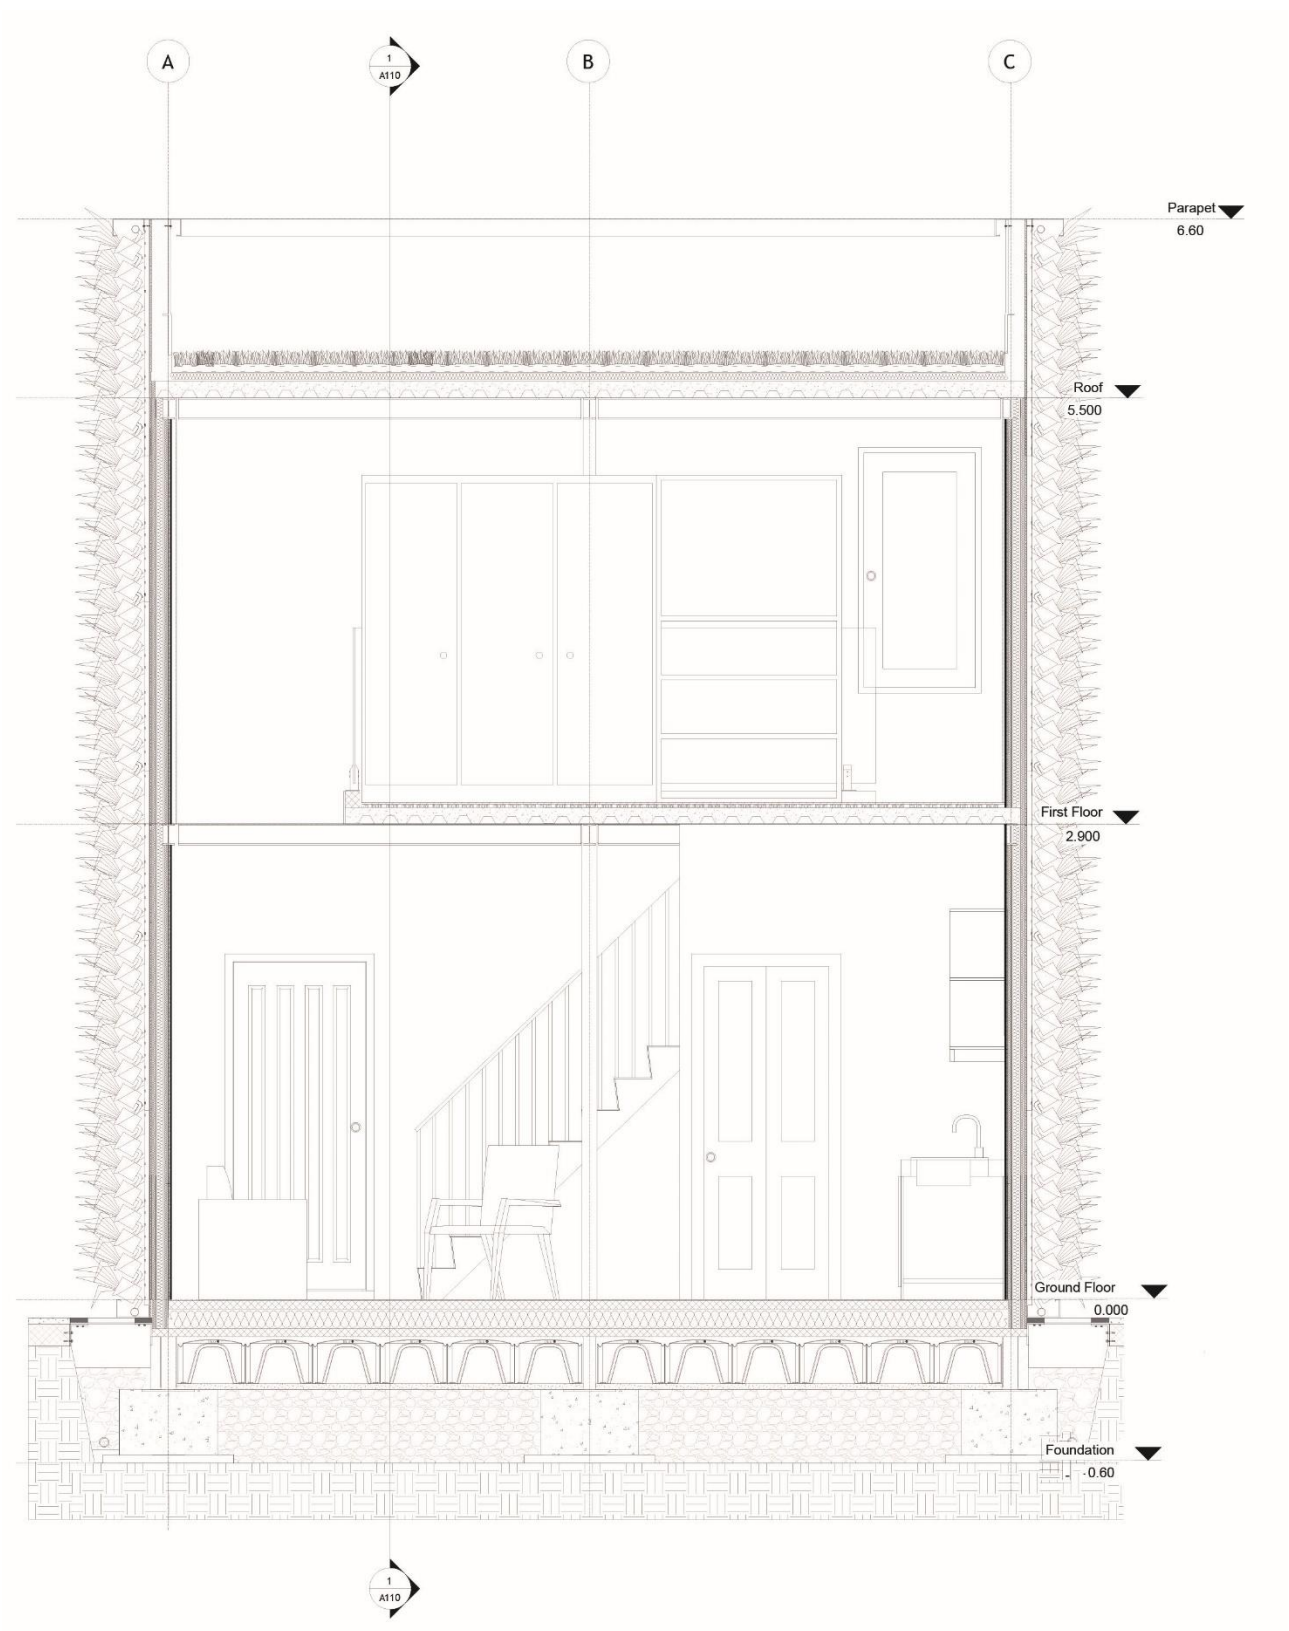 A
1
A110
B
C
Parapet
6.60
Roof
5.500
First Floor
2.900
Ground Floor
0.000
Foundation
-0.60
1
A110